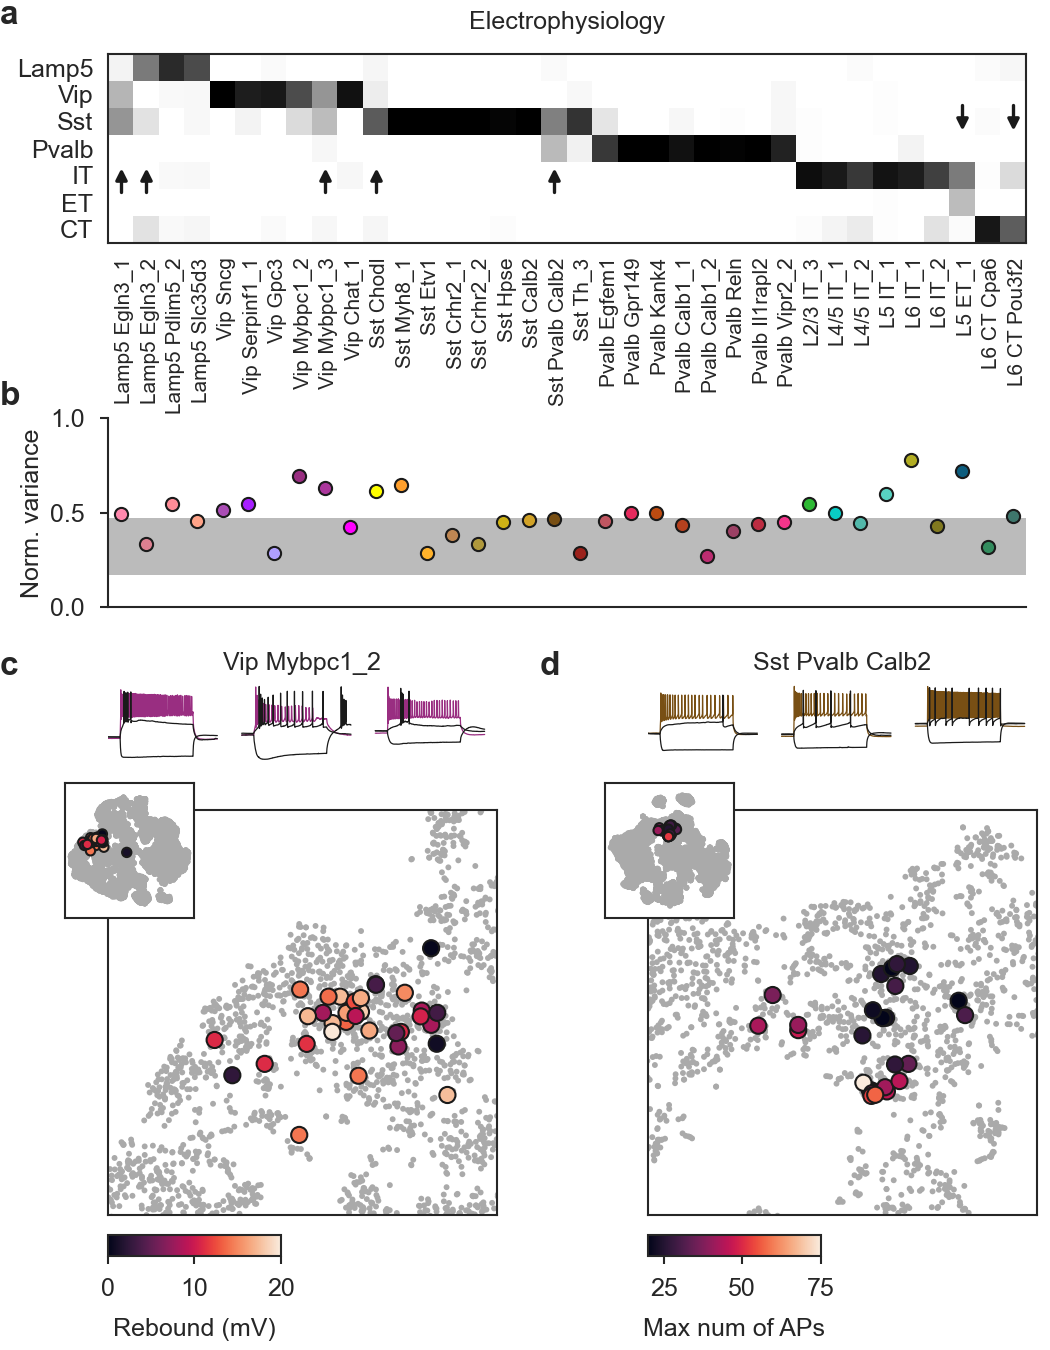 a
Electrophysiology
Lamp5
Vip
Sst
Pvalb
IT
ET
CT
Lamp5 Egln3_1
Lamp5 Egln3_2
Lamp5 Pdlim5_2
Lamp5 Slc35d3
Vip Sncg
Vip Serpinf1_1
Vip Gpc3
Vip Mybpc1_2
Vip Mybpc1_3
Vip Chat_1
Sst Chodl
Sst Myh8_1
Sst Etv1
Sst Crhr2_1
Sst Crhr2_2
Sst Hpse
Sst Calb2
Sst Pvalb Calb2
Sst Th_3
Pvalb Egfem1
Pvalb Gpr149
Pvalb Kank4
Pvalb Calb1_1
Pvalb Calb1_2
Pvalb Reln
Pvalb Il1rapl2
Pvalb Vipr2_2
L2/3 IT_3
L4/5 IT_1
L4/5 IT_2
L5 IT_1
L6 IT_1
L6 IT_2
L5 ET_1
L6 CT Cpa6
L6 CT Pou3f2
b
Norm. variance
1.0
0.5
0.0
c
Vip Mybpc1_2
0
10
20
Rebound (mV)
d
Sst Pvalb Calb2
25
50
75
Max num of APs